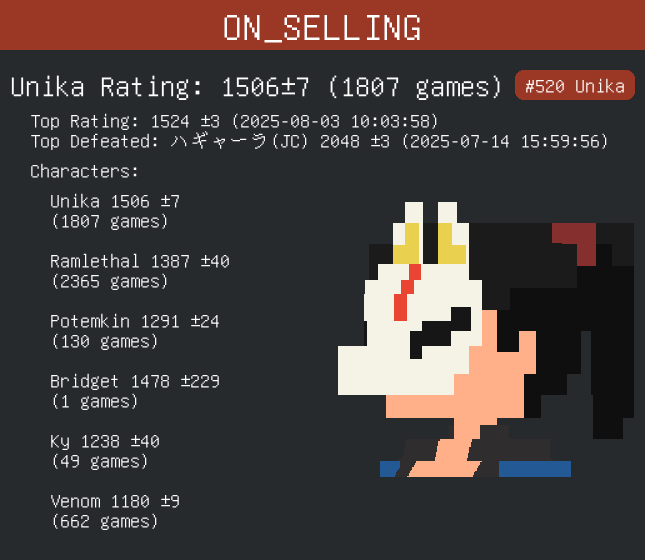 ON_SELLING
Unika Rating: 1506±7 (1807 games)
#520 Unika
Top Rating: 1524 ±3 (2025-08-03 10:03:58)
Top Defeated: ハギャーラ(JC) 2048 ±3 (2025-07-14 15:59:56)
Characters:
Unika 1506 ±7
(1807 games)
Ramlethal 1387 ±40
(2365 games)
Potemkin 1291 ±24
(130 games)
Bridget 1478 ±229
(1 games)
Ky 1238 ±40
(49 games)
Venom 1180 ±9
(662 games)